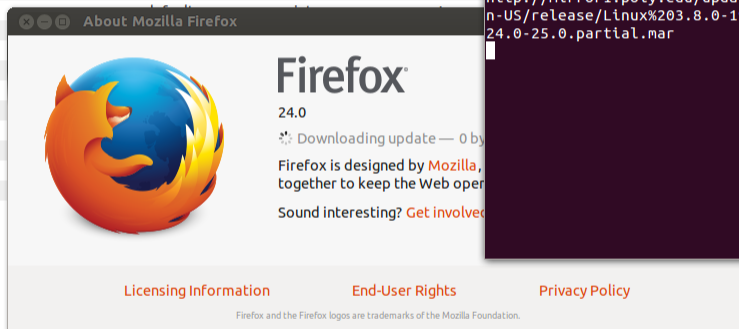 About Mozilla Firefox
Firefox
24.0
Downloading update — 0 by
Firefox is designed by Mozilla,
together to keep the Web open
Sound interesting? Get involved
Licensing Information End-User Rights Privacy Policy
Firefox and the Firefox logos are trademarks of the Mozilla Foundation.
n-US/release/Linux%203.8.0-1
24.0-25.0.partial.mar